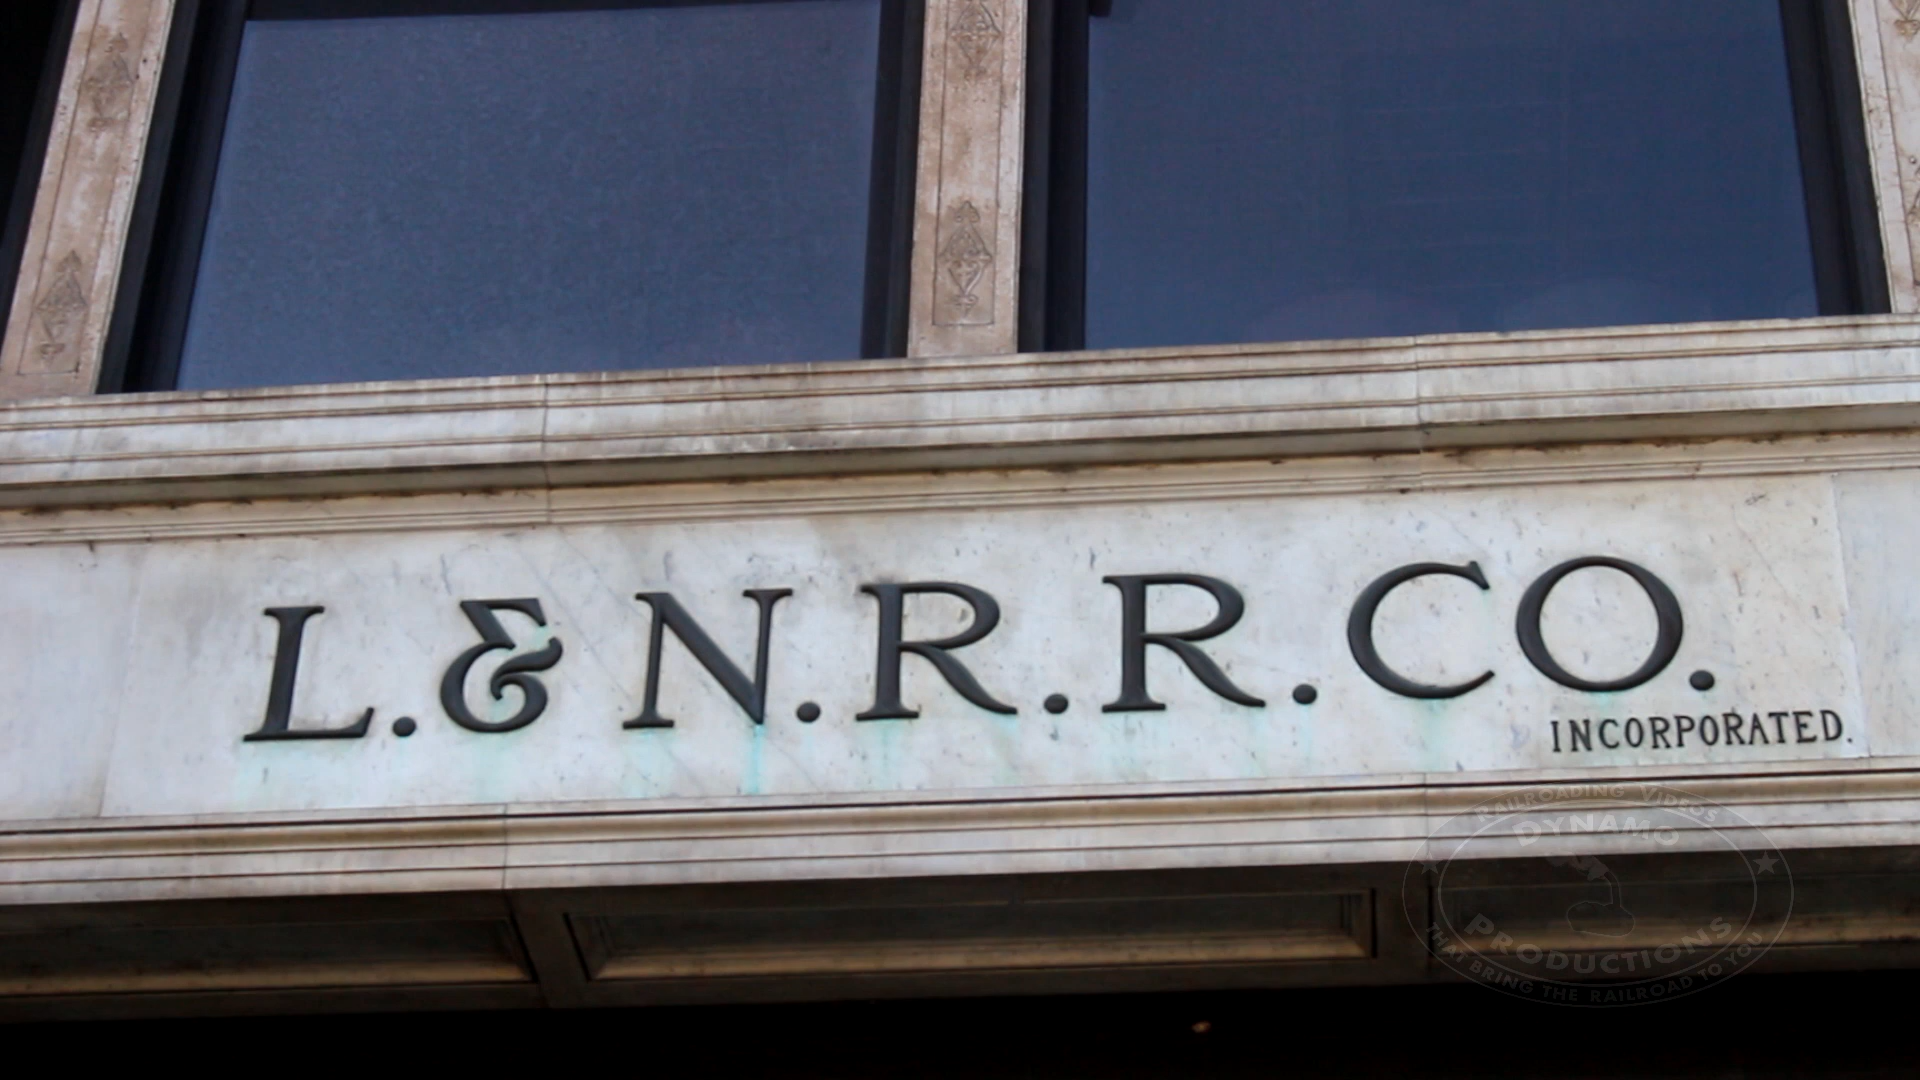 L.& N.R.R.CO.
INCORPORATED.
RAILROADING VIDEOS
DYNAMO
PRODUCTIONS
THAT BRING THE RAILROAD TO YOU